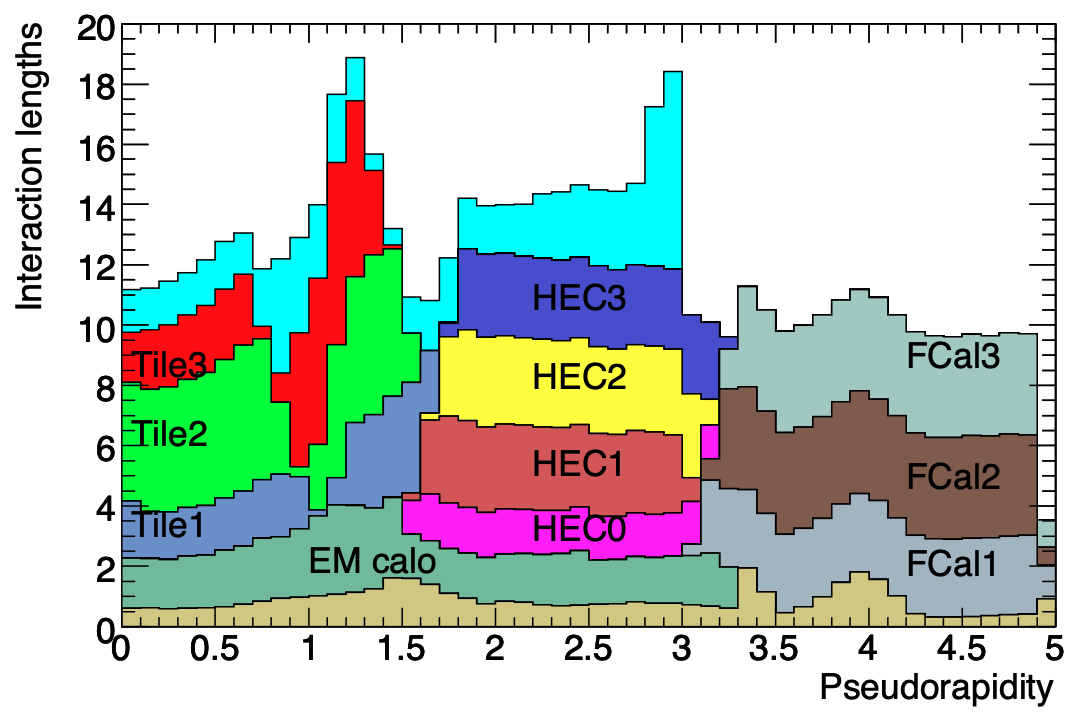 Interaction lengths
20
18
16
14
12
10
8
6
4
2
0
Tile3
Tile2
Tile1
EM calo
HEC3
HEC2
HEC1
HEC0
FCal3
FCal2
FCal1
0 0.5 1 1.5 2 2.5 3 3.5 4 4.5 5
Pseudorapidity